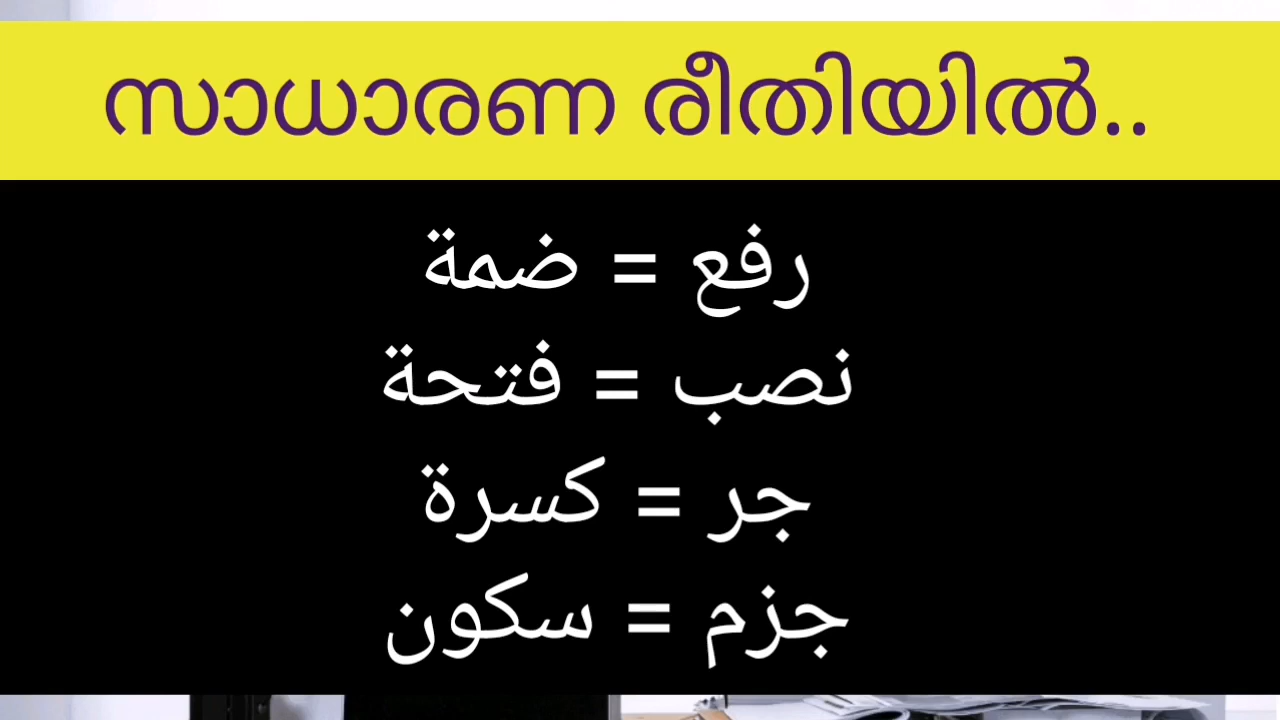 സാധാരണ രീതിയിൽ..
رفع = ضمة
نصب = فتحة
جر = كسرة
جزم = سكون